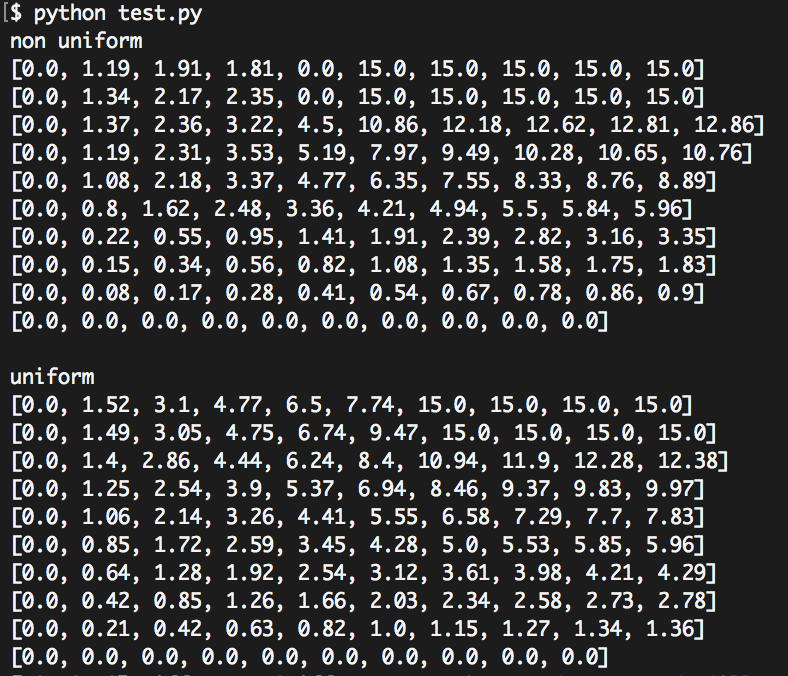 [$ python test.py
non uniform
[0.0, 1.19, 1.91, 1.81, 0.0, 15.0, 15.0, 15.0, 15.0, 15.0]
[0.0, 1.34, 2.17, 2.35, 0.0, 15.0, 15.0, 15.0, 15.0, 15.0]
[0.0, 1.37, 2.36, 3.22, 4.5, 10.86, 12.18, 12.62, 12.81, 12.86]
[0.0, 1.19, 2.31, 3.53, 5.19, 7.97, 9.49, 10.28, 10.65, 10.76]
[0.0, 1.08, 2.18, 3.37, 4.77, 6.35, 7.55, 8.33, 8.76, 8.89]
[0.0, 0.8, 1.62, 2.48, 3.36, 4.21, 4.94, 5.5, 5.84, 5.96]
[0.0, 0.22, 0.55, 0.95, 1.41, 1.91, 2.39, 2.82, 3.16, 3.35]
[0.0, 0.15, 0.34, 0.56, 0.82, 1.08, 1.35, 1.58, 1.75, 1.83]
[0.0, 0.08, 0.17, 0.28, 0.41, 0.54, 0.67, 0.78, 0.86, 0.9]
[0.0, 0.0, 0.0, 0.0, 0.0, 0.0, 0.0, 0.0, 0.0, 0.0]
uniform
[0.0, 1.52, 3.1, 4.77, 6.5, 7.74, 15.0, 15.0, 15.0, 15.0]
[0.0, 1.49, 3.05, 4.75, 6.74, 9.47, 15.0, 15.0, 15.0, 15.0]
[0.0, 1.4, 2.86, 4.44, 6.24, 8.4, 10.94, 11.9, 12.28, 12.38]
[0.0, 1.25, 2.54, 3.9, 5.37, 6.94, 8.46, 9.37, 9.83, 9.97]
[0.0, 1.06, 2.14, 3.26, 4.41, 5.55, 6.58, 7.29, 7.7, 7.83]
[0.0, 0.85, 1.72, 2.59, 3.45, 4.28, 5.0, 5.53, 5.85, 5.96]
[0.0, 0.64, 1.28, 1.92, 2.54, 3.12, 3.61, 3.98, 4.21, 4.29]
[0.0, 0.42, 0.85, 1.26, 1.66, 2.03, 2.34, 2.58, 2.73, 2.78]
[0.0, 0.21, 0.42, 0.63, 0.82, 1.0, 1.15, 1.27, 1.34, 1.36]
[0.0, 0.0, 0.0, 0.0, 0.0, 0.0, 0.0, 0.0, 0.0, 0.0]